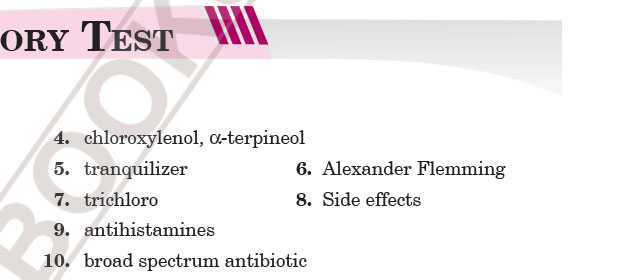 ORY TEST
4. chloroxylenol, α-terpineol
5. tranquilizer 6. Alexander Flemming
7. trichloro 8. Side effects
9. antihistamines
10. broad spectrum antibiotic
BOOK